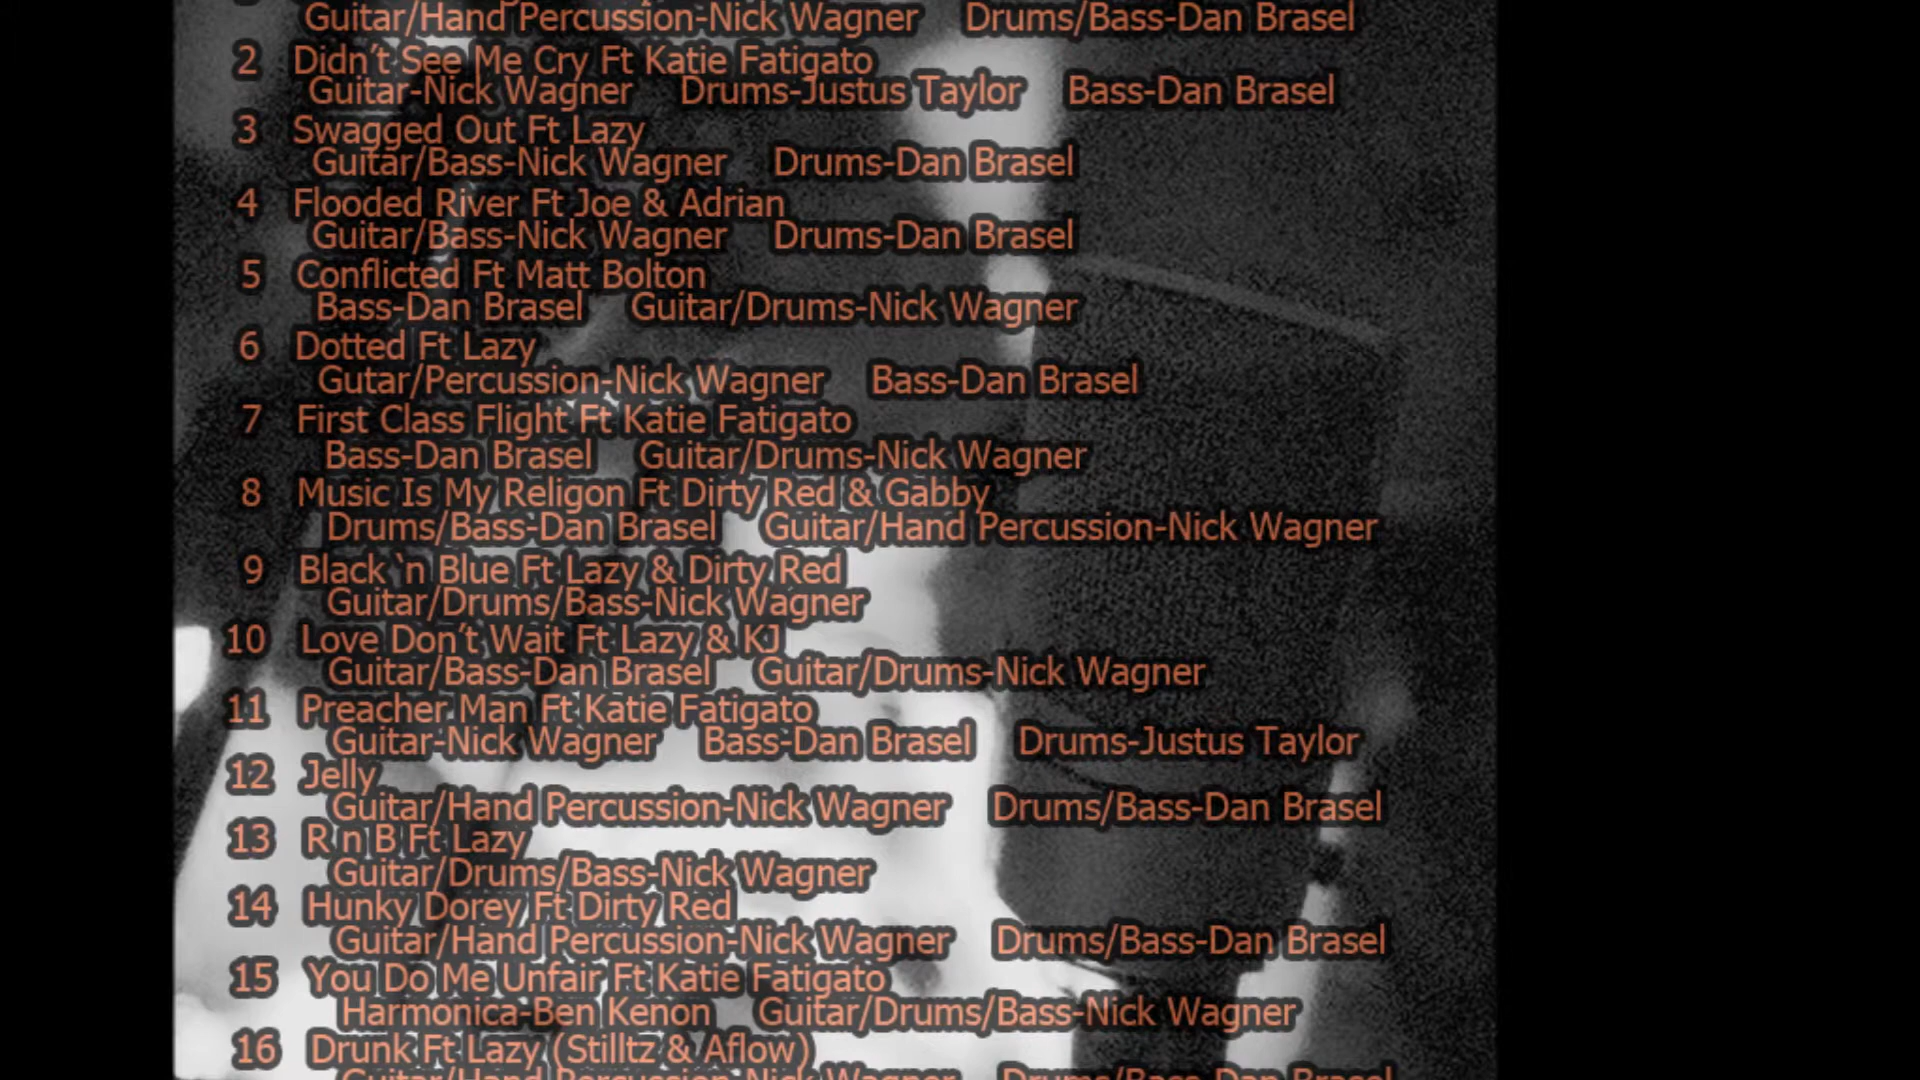 Guitar/Hand Percussion-Nick Wagner Drums/Bass-Dan Brasel
2 Didn't See Me Cry Ft Katie Fatigato
Guitar-Nick Wagner Drums-Justus Taylor Bass-Dan Brasel
3 Swagged Out Ft Lazy
Guitar/Bass-Nick Wagner Drums-Dan Brasel
4 Flooded River Ft Joe & Adrian
Guitar/Bass-Nick Wagner Drums-Dan Brasel
5 Conflicted Ft Matt Bolton
Bass-Dan Brasel Guitar/Drums-Nick Wagner
6 Dotted Ft Lazy
Gutar/Percussion-Nick Wagner Bass-Dan Brasel
7 First Class Flight Ft Katie Fatigato
Bass-Dan Brasel Guitar/Drums-Nick Wagner
8 Music Is My Religon Ft Dirty Red & Gabby
Drums/Bass-Dan Brasel Guitar/Hand Percussion-Nick Wagner
9 Black `n Blue Ft Lazy & Dirty Red
Guitar/Drums/Bass-Nick Wagner
10 Love Don't Wait Ft Lazy & KJ
Guitar/Bass-Dan Brasel Guitar/Drums-Nick Wagner
11 Preacher Man Ft Katie Fatigato
Guitar-Nick Wagner Bass-Dan Brasel Drums-Justus Taylor
12 Jelly
Guitar/Hand Percussion-Nick Wagner Drums/Bass-Dan Brasel
13 R n B Ft Lazy
Guitar/Drums/Bass-Nick Wagner
14 Hunky Dorey Ft Dirty Red
Guitar/Hand Percussion-Nick Wagner Drums/Bass-Dan Brasel
15 You Do Me Unfair Ft Katie Fatigato
Harmonica-Ben Kenon Guitar/Drums/Bass-Nick Wagner
16 Drunk Ft Lazy (Stilltz & Aflow)
Guitar/Hand Percussion-Nick Wagner Drums/Bass-Dan Brasel